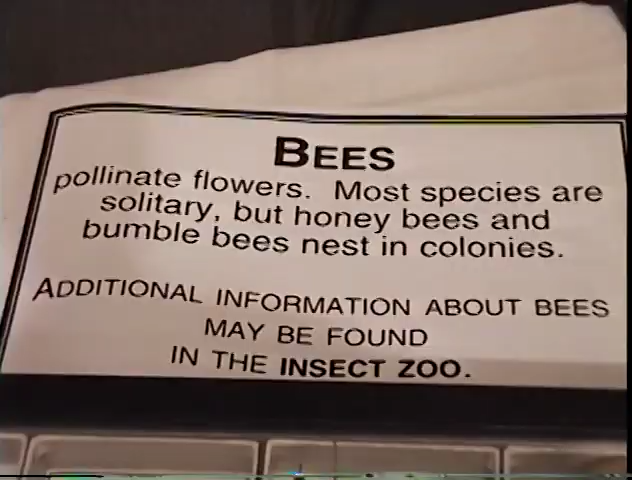 BEES
pollinate flowers. Most species are
solitary, but honey bees and
bumble bees nest in colonies.
ADDITIONAL INFORMATION ABOUT BEES
MAY BE FOUND
IN THE INSECT ZOO.